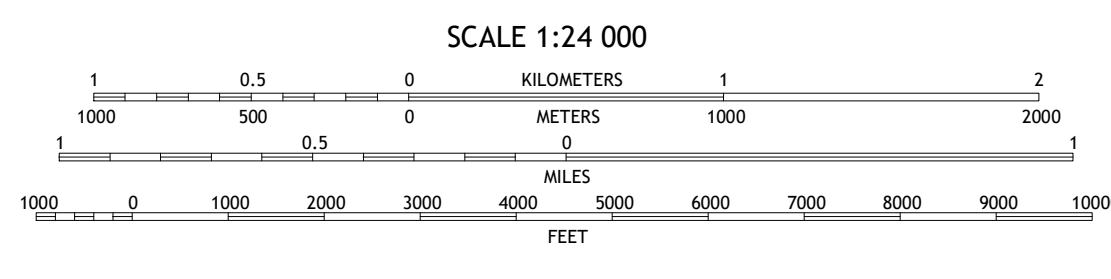 SCALE 1:24 000
1 0.5 0 KILOMETERS 1 2
1000 500 0 METERS 1000 2000
1 0.5 0 1
MILES
1000 0 1000 2000 3000 4000 5000 6000 7000 8000 9000 1000
FEET